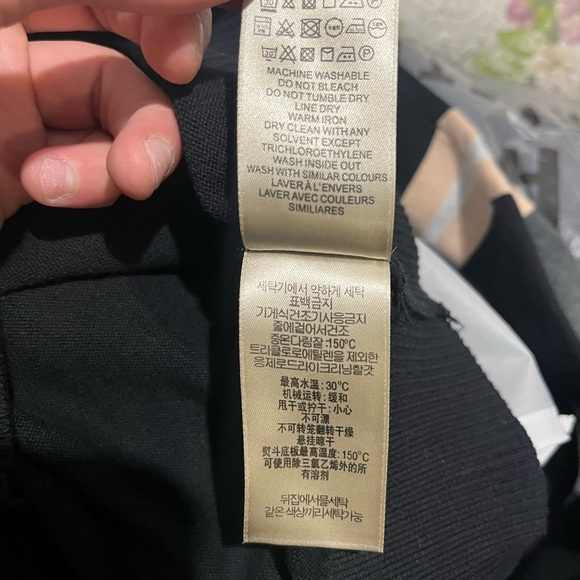 MACHINE WASHABLE
DO NOT BLEACH
DO NOT TUMBLE DRY
LINE DRY
WARM IRON
DRY CLEAN WITH ANY
SOLVENT EXCEPT
TRICHLOROETHYLENE
WASH INSIDE OUT
WASH WITH SIMILAR COLOURS
LAVER À L'ENVERS
LAVER AVEC COULEURS
SIMILIARES
세탁기에서 약하게 세탁
표백금지
기계식건조기사용금지
줄에걸어서건조
중온다림질:150°C
트리클로로에틸렌을 제외한
용제로드라이크리닝할것
最高水温:30°C
机械运转:缓和
甩干或拧干:小心
不可漂
不可转笼翻转干燥
悬挂晾干
熨斗底板最高温度:150°C
可使用除三氯乙烯外的所
有溶剂
뒤집에서물세탁
같은 색상끼리세탁가능